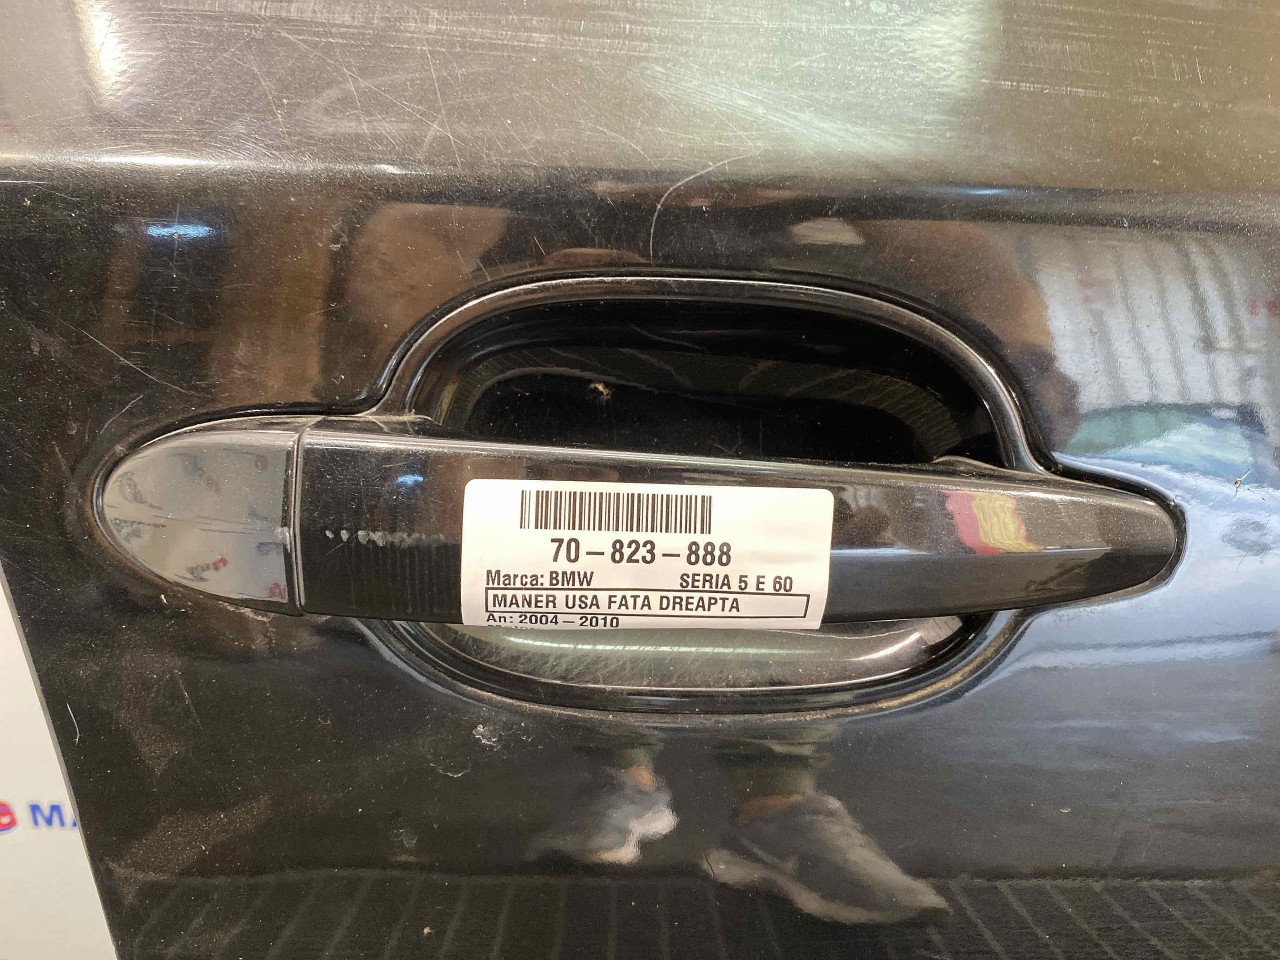 70-823-888
Marca: BMW SERIA 5 E 60
MANER USA FATA DREAPTA
An: 2004-2010